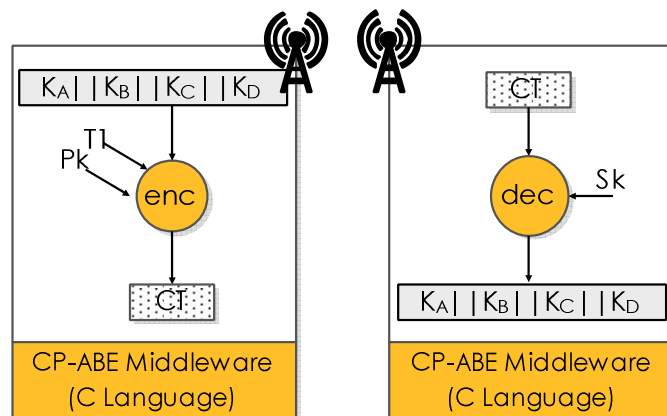 KA| |KB| |KC| |KD
T1
Pk
enc
CT
CP-ABE Middleware
(C Language)
CT
dec
Sk
KA| |KB| |KC| |KD
CP-ABE Middleware
(C Language)